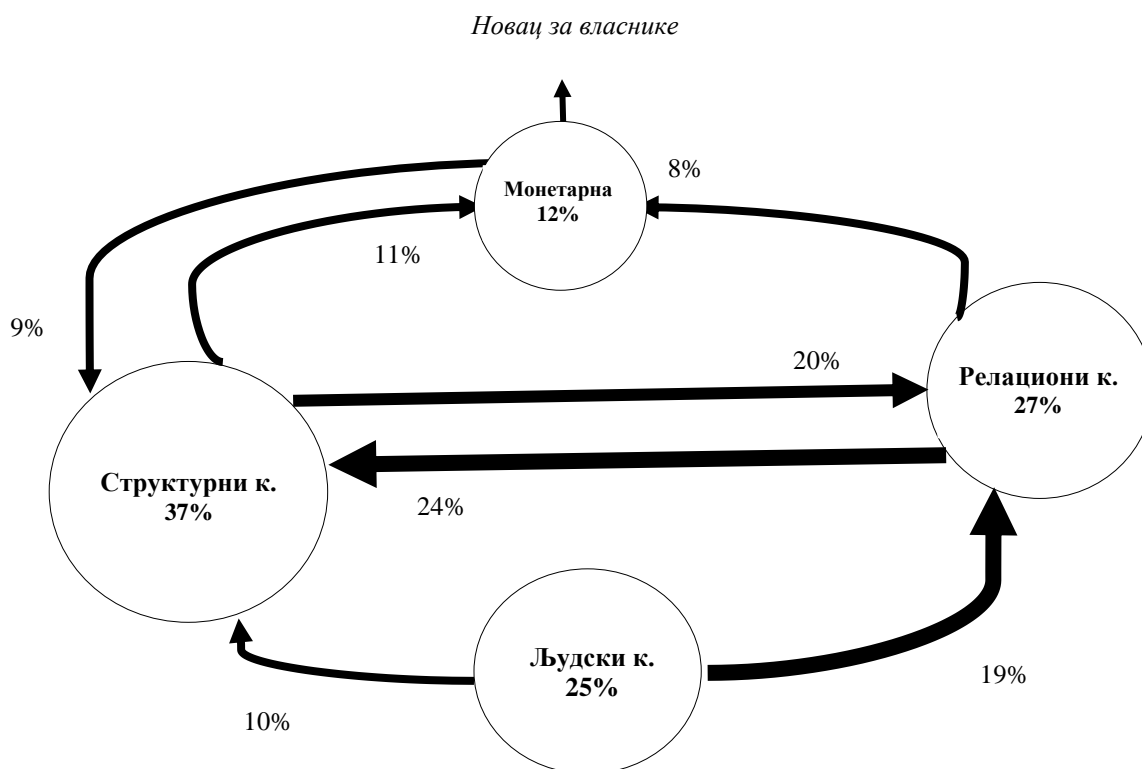 Новац за власнике
8%
Монетарна
12%
11%
9%
20%
Релациони к.
27%
Структурни к.
37%
24%
Људски к.
25%
19%
10%